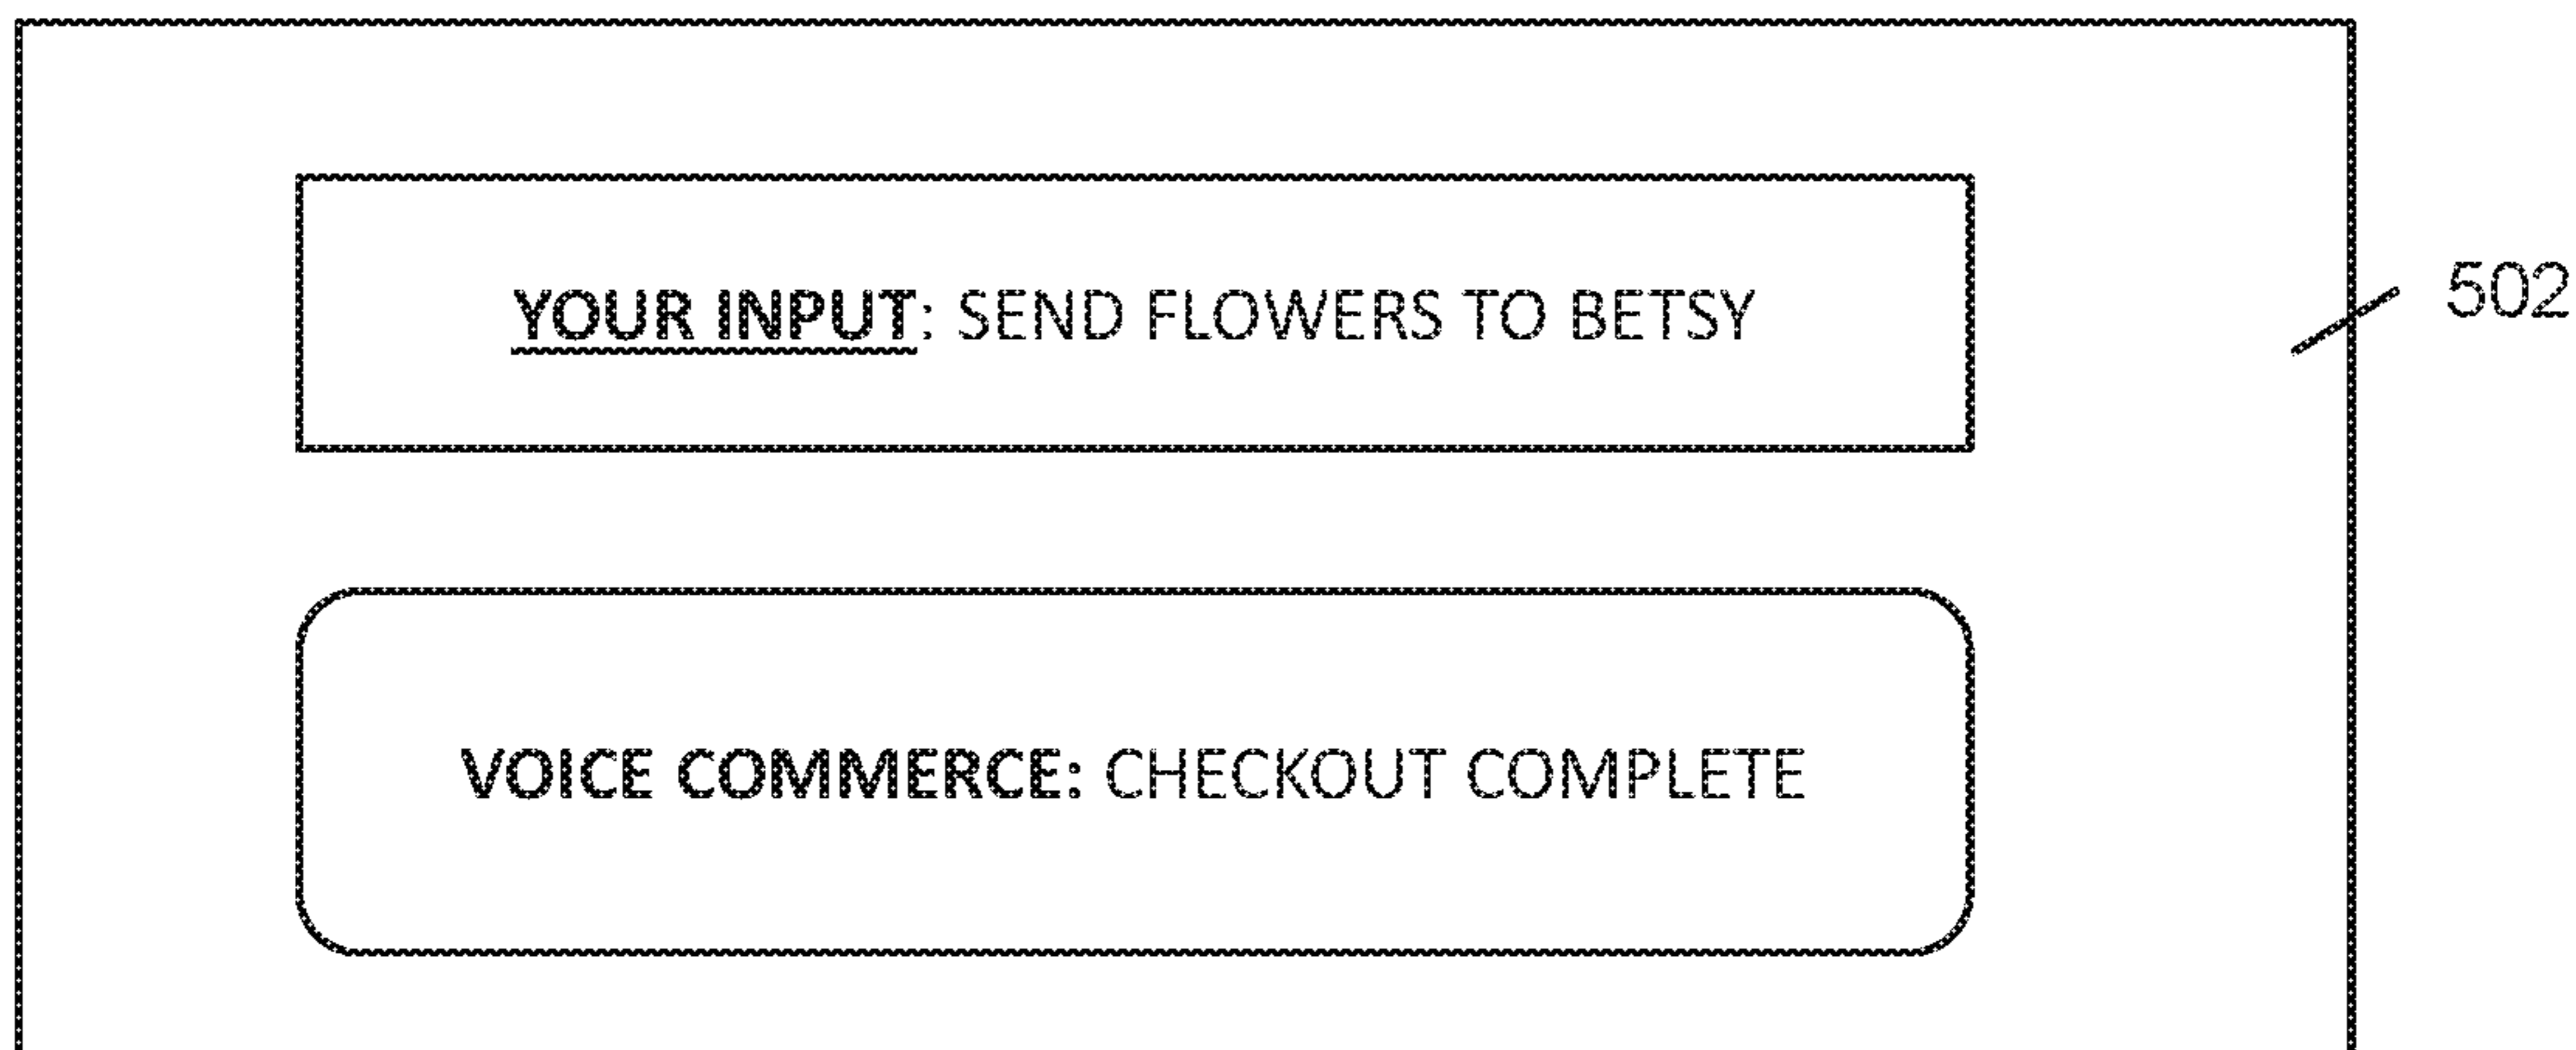 YOUR INPUT: SEND FLOWERS TO BETSY
502
VOICE COMMERCE: CHECKOUT COMPLETE